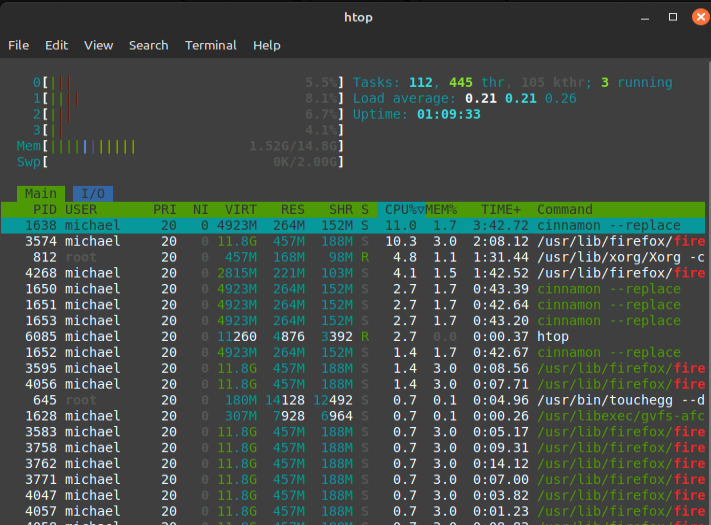 htop
File Edit View Search Terminal Help
0[||| 5.5%] Tasks: 112, 445 thr, 105 kthr; 3 running
1[|||| 8.1%] Load average: 0.21 0.21 0.26
2[||| 6.7%] Uptime: 01:09:33
3[|| 4.1%]
Mem[||||||||||| 1.52G/14.8G]
Swp[ 0K/2.00G]
Main I/O
PID USER PRI NI VIRT RES SHR S CPU%▽MEM% TIME+ Command
1638 michael 20 0 4923M 264M 152M S 11.0 1.7 3:42.72 cinnamon --replace
3574 michael 20 0 11.8G 457M 188M S 10.3 3.0 2:08.12 /usr/lib/firefox/fire
812 root 20 0 457M 168M 98M R 4.8 1.1 1:31.44 /usr/lib/xorg/Xorg -c
4268 michael 20 0 2815M 221M 103M S 4.1 1.5 1:42.52 /usr/lib/firefox/fire
1650 michael 20 0 4923M 264M 152M S 2.7 1.7 0:43.39 cinnamon --replace
1651 michael 20 0 4923M 264M 152M S 2.7 1.7 0:42.64 cinnamon --replace
1653 michael 20 0 4923M 264M 152M S 2.7 1.7 0:43.20 cinnamon --replace
6085 michael 20 0 11260 4876 3392 R 2.7 0.0 0:00.37 htop
1652 michael 20 0 4923M 264M 152M S 1.4 1.7 0:42.67 cinnamon --replace
3595 michael 20 0 11.8G 457M 188M S 1.4 3.0 0:08.56 /usr/lib/firefox/fire
4056 michael 20 0 11.8G 457M 188M S 1.4 3.0 0:07.71 /usr/lib/firefox/fire
645 root 20 0 180M 14128 12492 S 0.7 0.1 0:04.96 /usr/bin/touchegg --d
1628 michael 20 0 307M 7928 6964 S 0.7 0.1 0:00.26 /usr/libexec/gvfs-afc
3583 michael 20 0 11.8G 457M 188M S 0.7 3.0 0:05.17 /usr/lib/firefox/fire
3758 michael 20 0 11.8G 457M 188M S 0.7 3.0 0:09.31 /usr/lib/firefox/fire
3762 michael 20 0 11.8G 457M 188M S 0.7 3.0 0:14.12 /usr/lib/firefox/fire
3771 michael 20 0 11.8G 457M 188M S 0.7 3.0 0:07.00 /usr/lib/firefox/fire
4047 michael 20 0 11.8G 457M 188M S 0.7 3.0 0:03.82 /usr/lib/firefox/fire
4057 michael 20 0 11.8G 457M 188M S 0.7 3.0 0:01.23 /usr/lib/firefox/fire